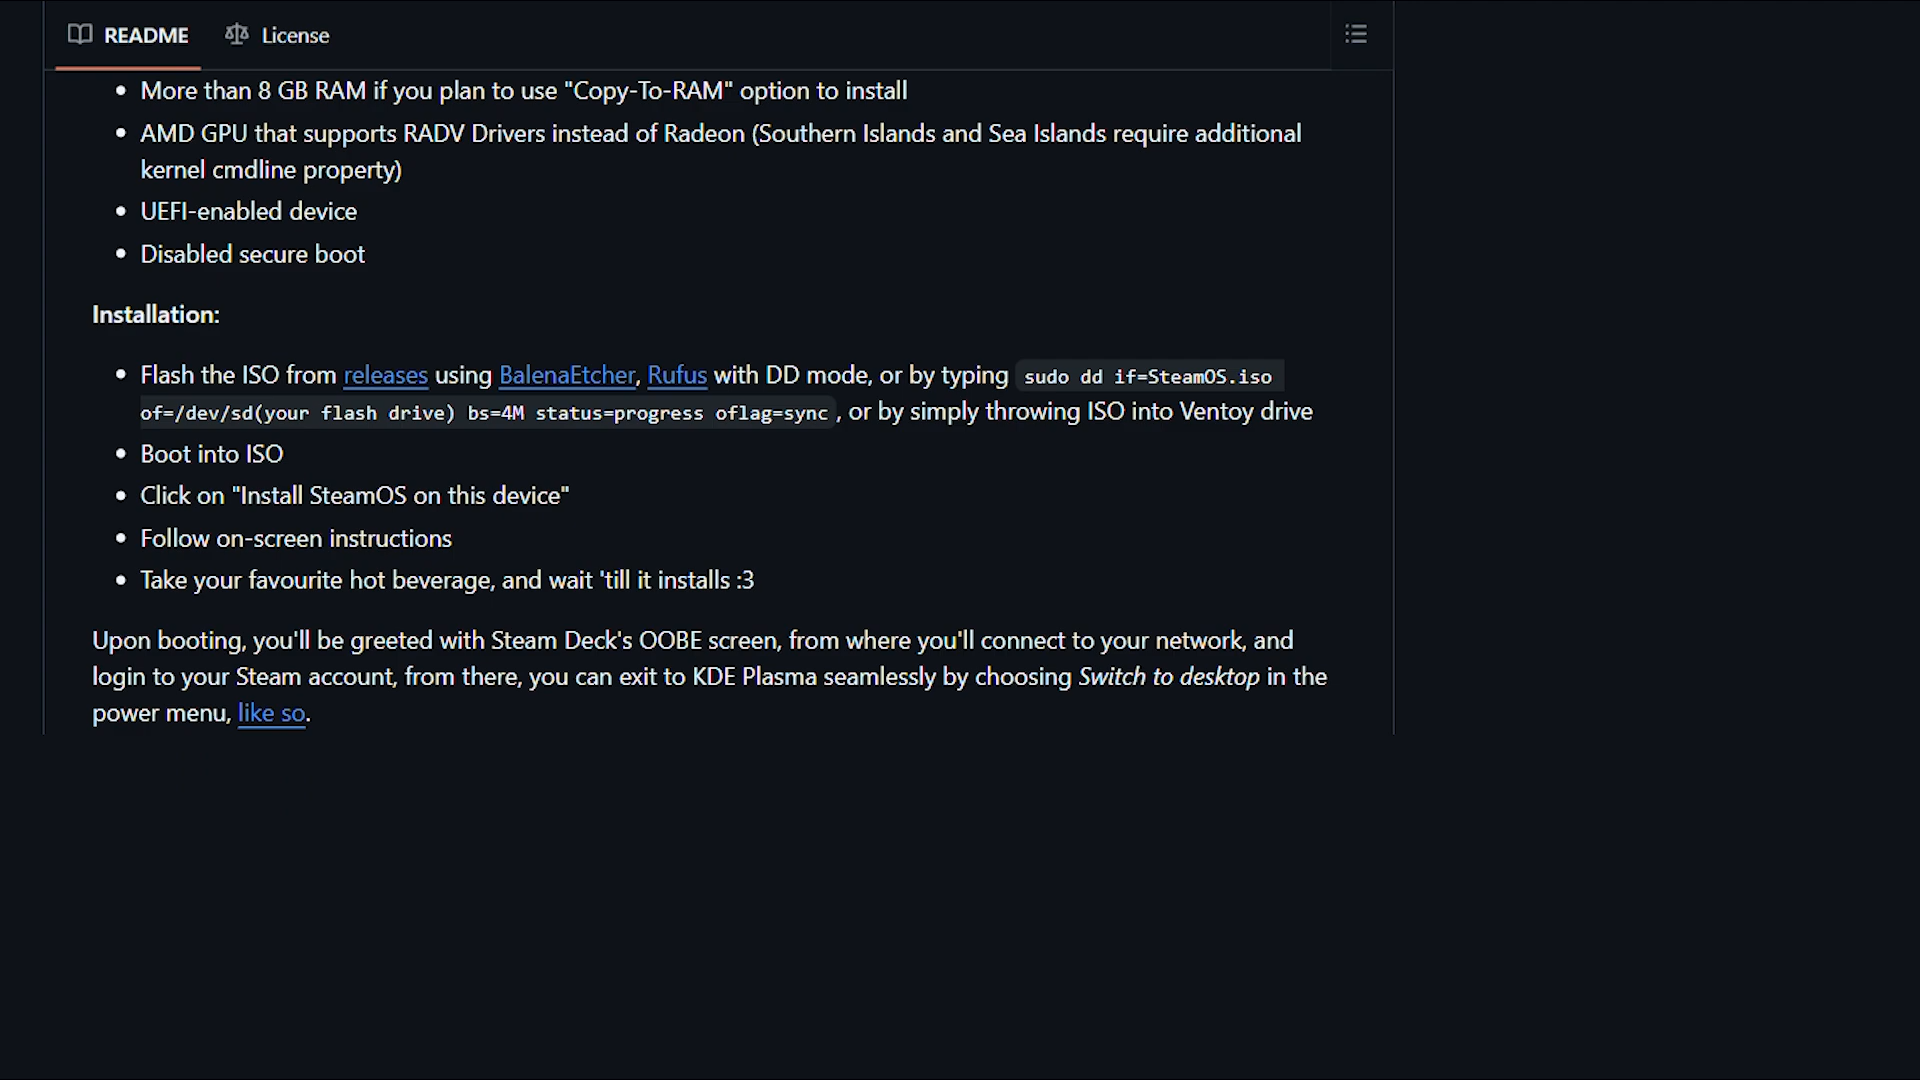 README License
More than 8 GB RAM if you plan to use "Copy-To-RAM" option to install
AMD GPU that supports RADV Drivers instead of Radeon (Southern Islands and Sea Islands require additional
kernel cmdline property)
UEFI-enabled device
Disabled secure boot
Installation:
Flash the ISO from releases using BalenaEtcher, Rufus with DD mode, or by typing sudo dd if=SteamOS.iso
of=/dev/sd(your flash drive) bs=4M status=progress oflag=sync , or by simply throwing ISO into Ventoy drive
Boot into ISO
Click on "Install SteamOS on this device"
Follow on-screen instructions
Take your favourite hot beverage, and wait 'till it installs :3
Upon booting, you'll be greeted with Steam Deck's OOBE screen, from where you'll connect to your network, and
login to your Steam account, from there, you can exit to KDE Plasma seamlessly by choosing Switch to desktop in the
power menu, like so.